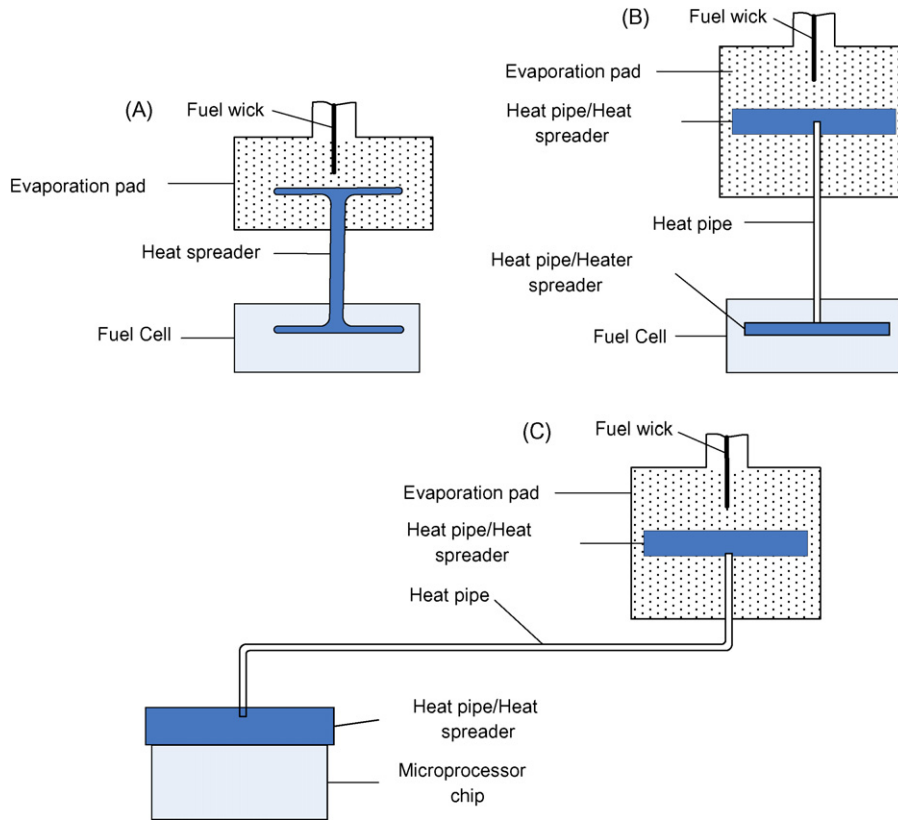 (A)
Fuel wick
Evaporation pad
Heat spreader
Fuel Cell
(B)
Fuel wick
Evaporation pad
Heat pipe/Heat
spreader
Heat pipe
Heat pipe/Heater
spreader
Fuel Cell
(C)
Fuel wick
Evaporation pad
Heat pipe/Heat
spreader
Heat pipe
Heat pipe/Heat
spreader
Microprocessor
chip